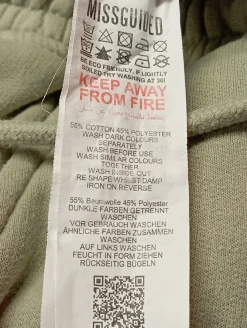 MISSGUIDED
BE ECO FRIENDLY, IF LIGHTLY
SOILED TRY WASHING AT 30!
KEEP AWAY
FROM FIRE
55% COTTON 45% POLYESTER
WASH DARK COLOURS
SEPARATELY
WASH BEFORE USE
WASH SIMILAR COLOURS
TOGETHER
WASH INSIDE OUT
RE SHAPE WHILST DAMP
IRON ON REVERSE
55% Baumwolle 45% Polyester
DUNKLE FARBEN GETRENNT
WASCHEN
VOR GEBRAUCH WASCHEN
ÄHNLICHE FARBEN ZUSAMMEN
WASCHEN
AUF LINKS WASCHEN
FEUCHT IN FORM ZIEHEN
RÜCKSEITIG BÜGELN